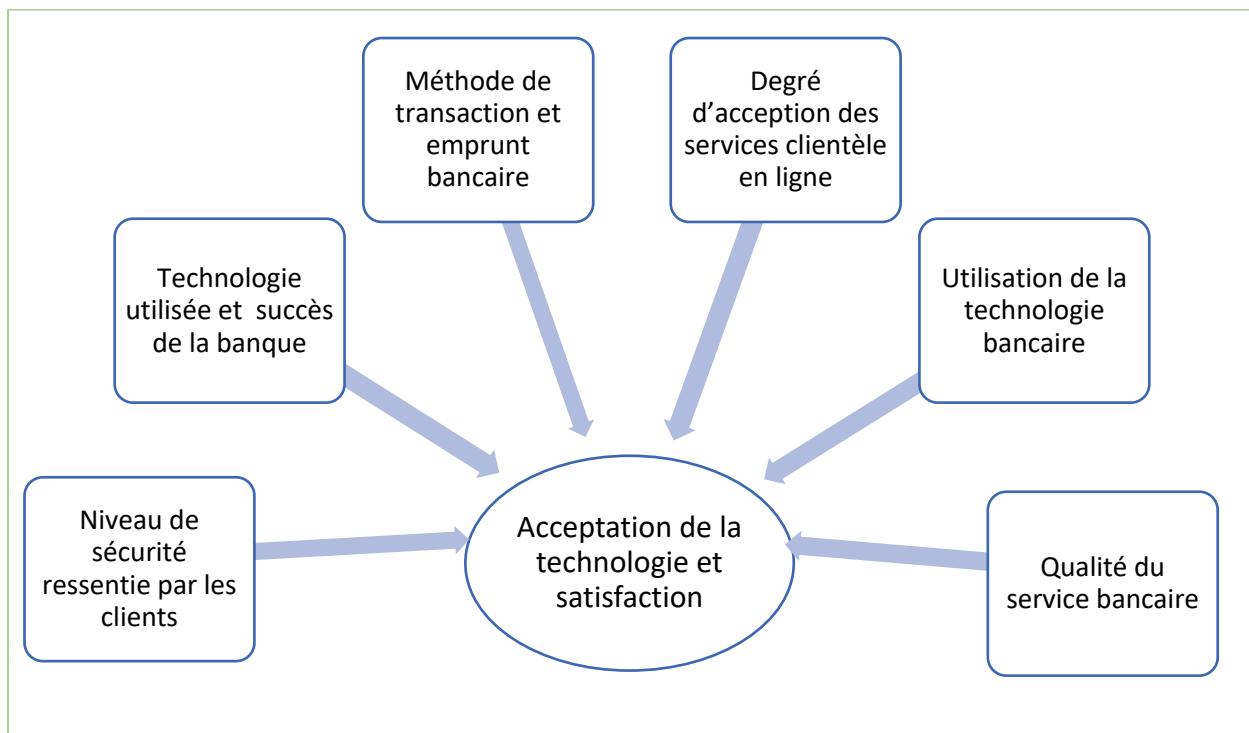 Méthode de
transaction et
emprunt
bancaire
Degré
d’acception des
services clientèle
en ligne
Technologie
utilisée et  succès
de la banque
Utilisation de la
technologie
bancaire
Niveau de
sécurité
ressentie par les
clients
Acceptation de la
technologie et
satisfaction
Qualité du
service bancaire